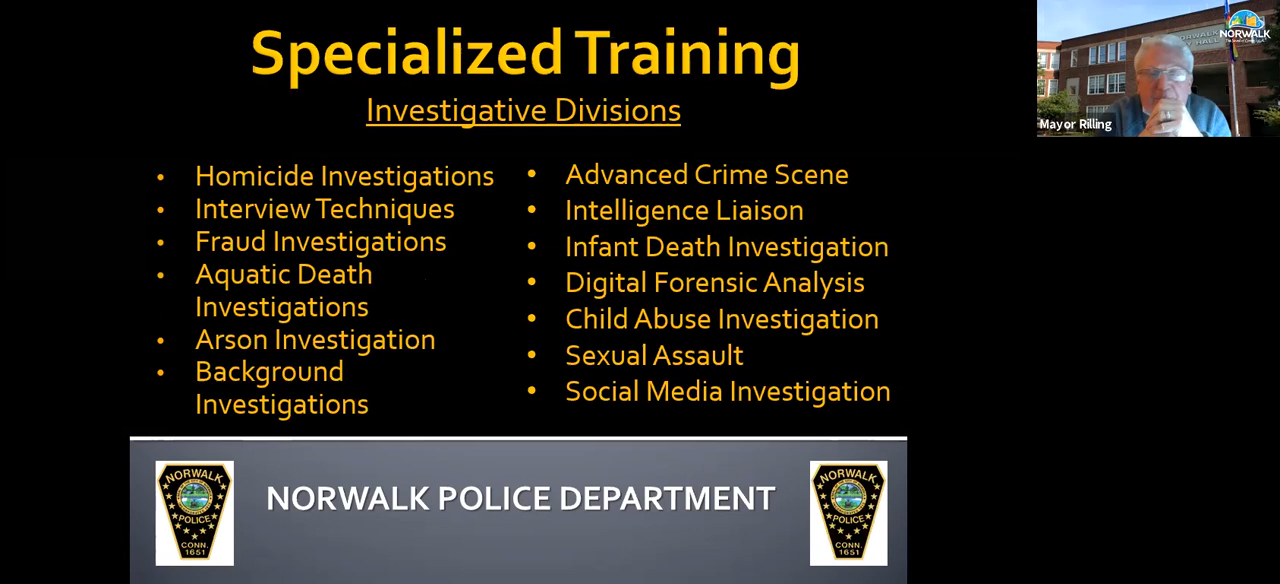 Specialized Training
Investigative Divisions
• Homicide Investigations
• Interview Techniques
• Fraud Investigations
• Aquatic Death
Investigations
• Arson Investigation
• Background
Investigations
• Advanced Crime Scene
• Intelligence Liaison
• Infant Death Investigation
• Digital Forensic Analysis
• Child Abuse Investigation
• Sexual Assault
• Social Media Investigation
NORWALK
POLICE
CONN.
1651
NORWALK POLICE DEPARTMENT
NORWALK
POLICE
CONN.
1651
NORWALK
NORWALK
HALL
Mayor Rilling